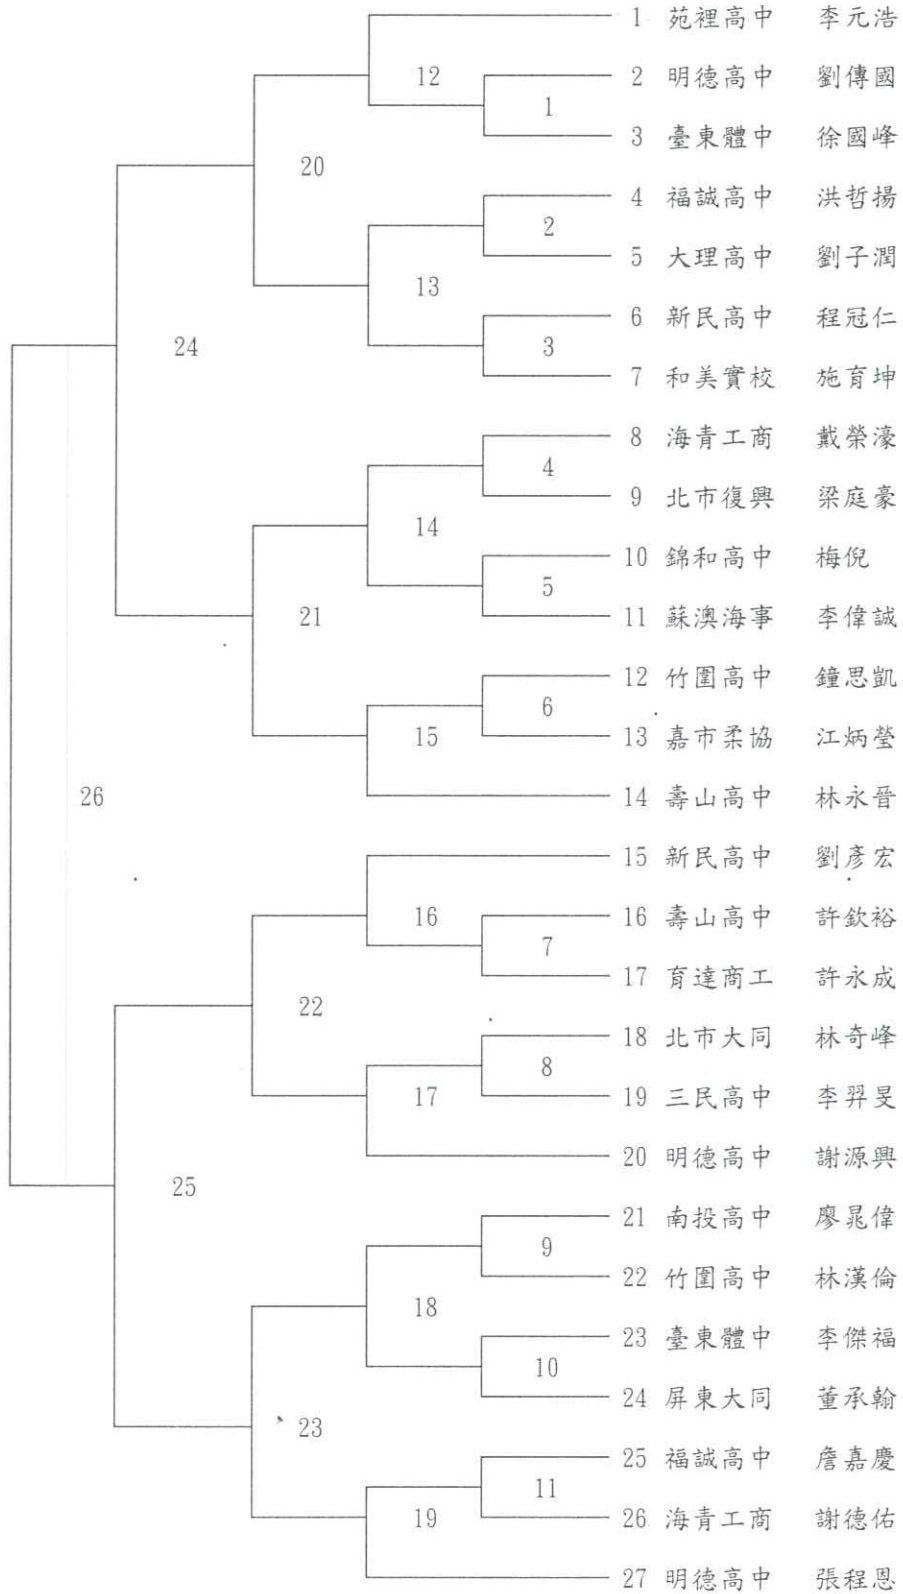 1 苑裡高中 李元浩
12
2 明德高中 劉傳國
1
3 臺東體中 徐國峰
20
4 福誠高中 洪哲揚
2
5 大理高中 劉子潤
13
6 新民高中 程冠仁
24
3
7 和美實校 施育坤
8 海青工商 戴榮濠
4
9 北市復興 梁庭豪
14
10 錦和高中 梅倪
5
11 蘇澳海事 李偉誠
21
12 竹圍高中 鐘思凱
6
13 嘉市柔協 江炳瑩
15
14 壽山高中 林永晉
26
15 新民高中 劉彥宏
16
16 壽山高中 許欽裕
7
17 育達商工 許永成
22
18 北市大同 林奇峰
8
19 三民高中 李羿旻
17
20 明德高中 謝源興
25
21 南投高中 廖晁偉
9
22 竹圍高中 林漢倫
18
23 臺東體中 李傑福
10
24 屏東大同 董承翰
23
25 福誠高中 詹嘉慶
11
26 海青工商 謝德佑
19
27 明德高中 張程恩